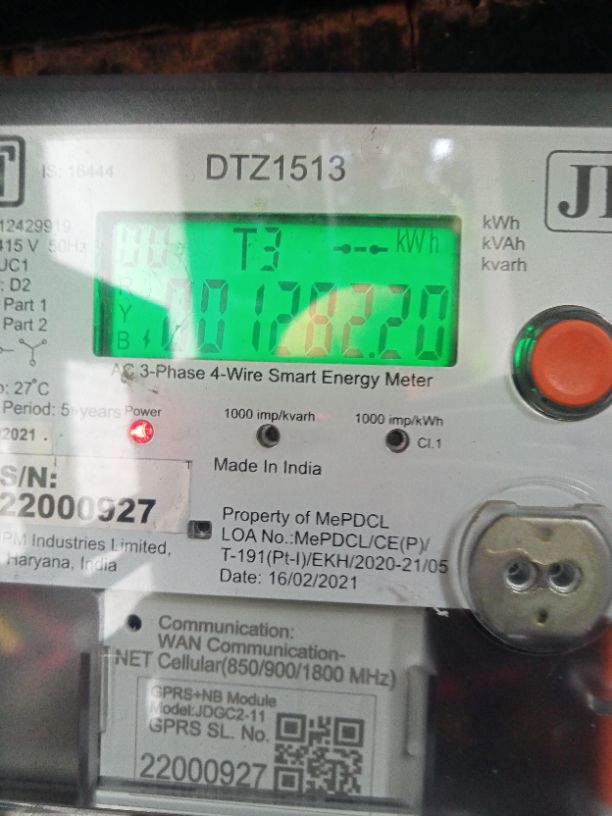 IS: 16444
DTZ1513
12429919
415 V 50Hz
UC1
: D2
Part 1
Part 2
T3
kWh
R
Y
B
001282.20
kWh
kVAh
kvarh
AC 3-Phase 4-Wire Smart Energy Meter
: 27°C
Period: 5 years
2021 .
Power
1000 imp/kvarh
1000 imp/kWh
Cl.1
Made In India
S/N:
22000927
PM Industries Limited,
Haryana, India
Property of MePDCL
LOA No.:MePDCL/CE(P)/
T-191(Pt-I)/EKH/2020-21/05
Date: 16/02/2021
Communication:
WAN Communication-
NET Cellular(850/900/1800 MHz)
GPRS+NB Module
Model:JDGC2-11
GPRS SL. No.
22000927